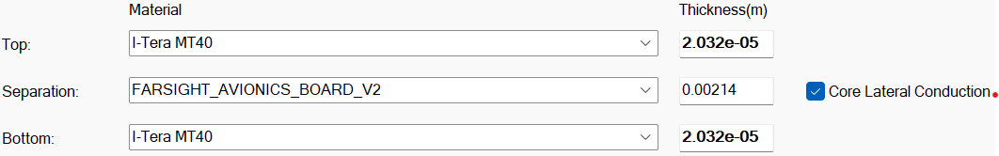 Material Thickness(m)
Top: I-Tera MT40 2.032e-05
Separation: FARSIGHT_AVIONICS_BOARD_V2 0.00214 Core Lateral Conduction
Bottom: I-Tera MT40 2.032e-05